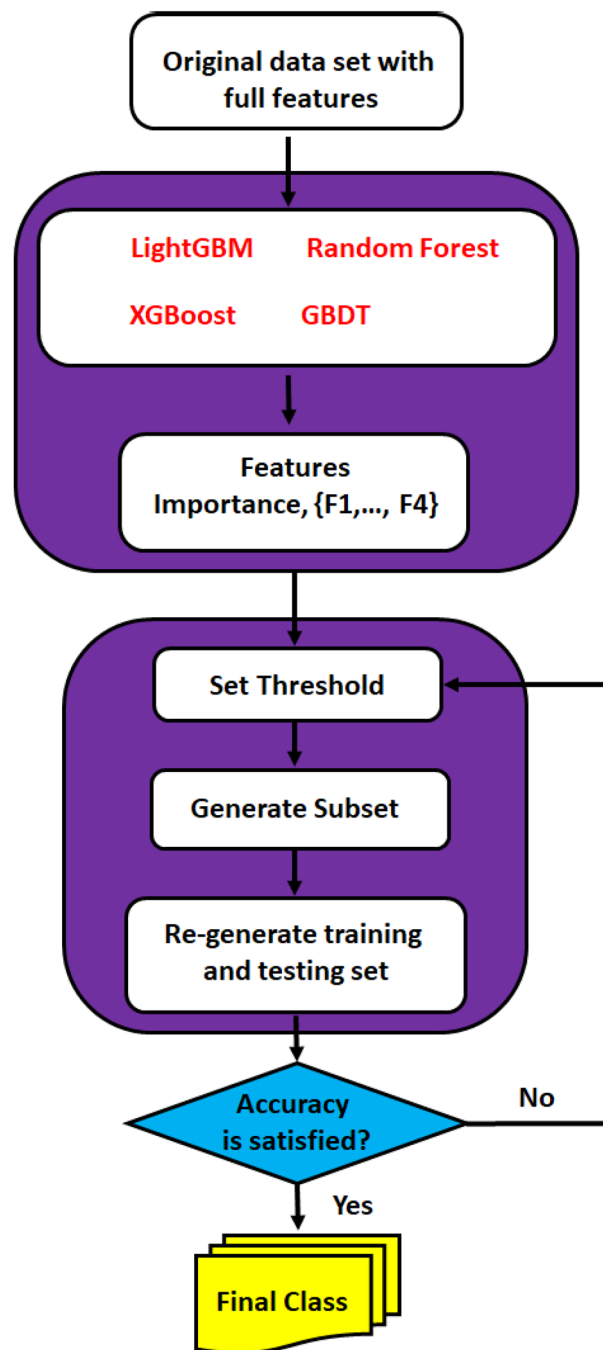 Original data set with
full features
LightGBM Random Forest
XGBoost GBDT
Features
Importance, {F1,..., F4}
Set Threshold
Generate Subset
Re-generate training
and testing set
Accuracy
is satisfied?
No
Yes
Final Class